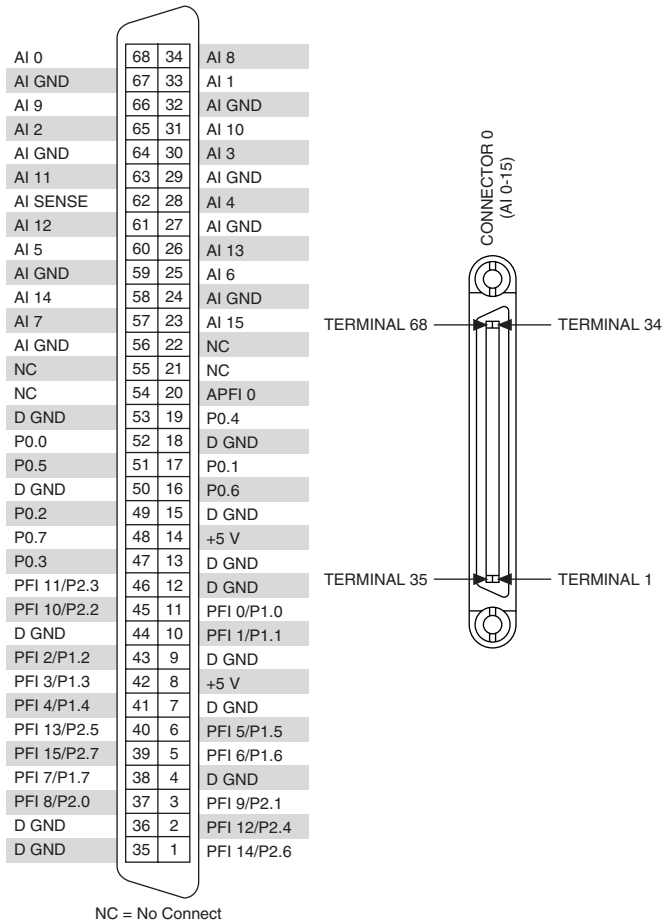 AI 0 68 34 AI 8
AI GND 67 33 AI 1
AI 9 66 32 AI GND
AI 2 65 31 AI 10
AI GND 64 30 AI 3
AI 11 63 29 AI GND
AI SENSE 62 28 AI 4
AI 12 61 27 AI GND
AI 5 60 26 AI 13
AI GND 59 25 AI 6
AI 14 58 24 AI GND
AI 7 57 23 AI 15
AI GND 56 22 NC
NC 55 21 NC
NC 54 20 APFI 0
D GND 53 19 P0.4
P0.0 52 18 D GND
P0.5 51 17 P0.1
D GND 50 16 P0.6
P0.2 49 15 D GND
P0.7 48 14 +5 V
P0.3 47 13 D GND
PFI 11/P2.3 46 12 D GND
PFI 10/P2.2 45 11 PFI 0/P1.0
D GND 44 10 PFI 1/P1.1
PFI 2/P1.2 43 9 D GND
PFI 3/P1.3 42 8 +5 V
PFI 4/P1.4 41 7 D GND
PFI 13/P2.5 40 6 PFI 5/P1.5
PFI 15/P2.7 39 5 PFI 6/P1.6
PFI 7/P1.7 38 4 D GND
PFI 8/P2.0 37 3 PFI 9/P2.1
D GND 36 2 PFI 12/P2.4
D GND 35 1 PFI 14/P2.6
NC = No Connect
CONNECTOR 0
(AI 0-15)
TERMINAL 68 TERMINAL 34
TERMINAL 35 TERMINAL 1